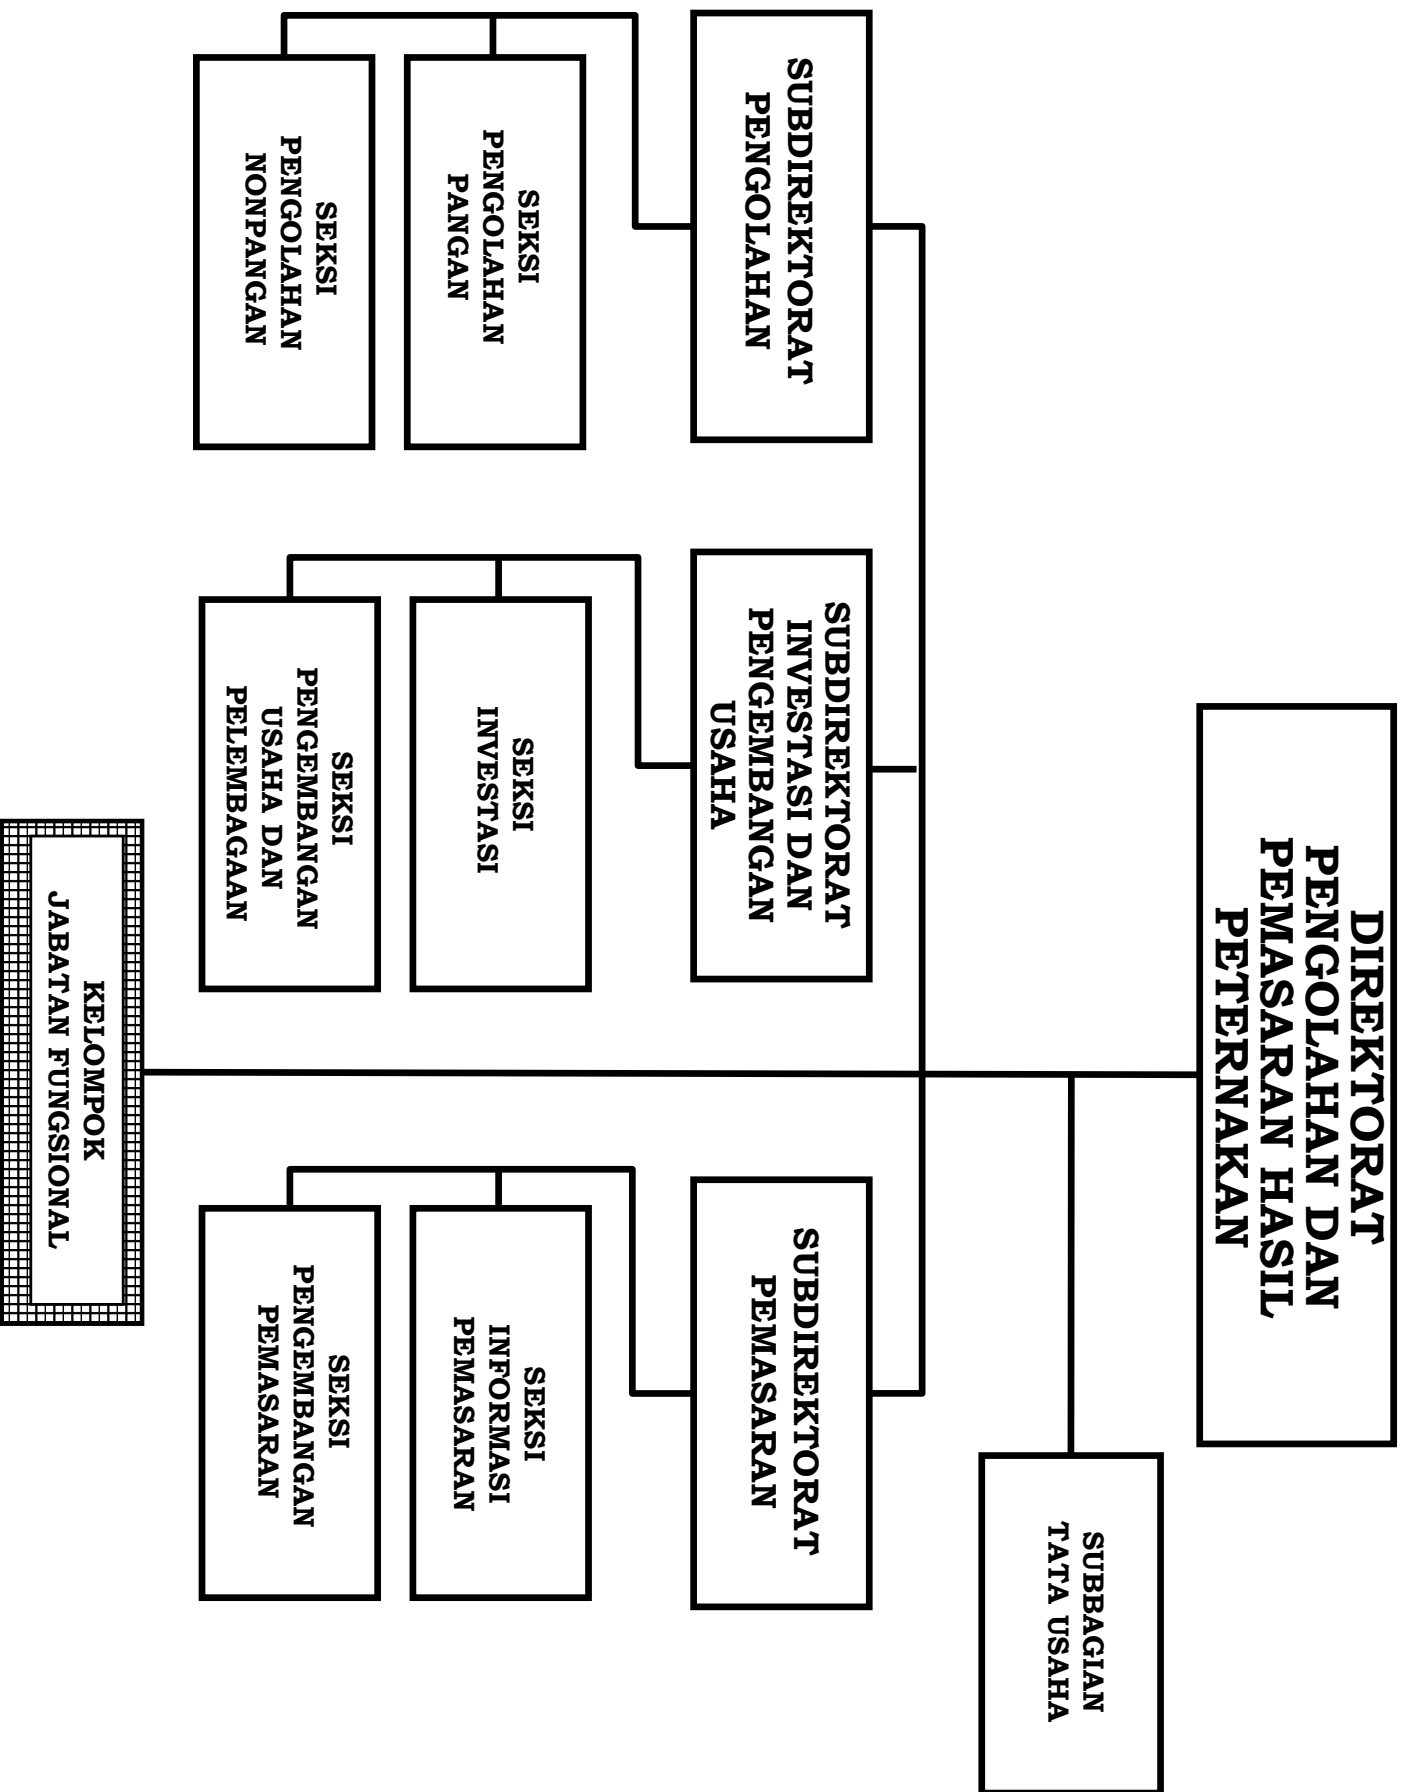 DIREKTORAT
PENGOLAHAN DAN
PEMASARAN HASIL
PETERNAKAN
SUBBAGIAN
TATA USAHA
SUBDIREKTORAT
PENGOLAHAN
SUBDIREKTORAT
INVESTASI DAN
PENGEMBANGAN
USAHA
SUBDIREKTORAT
PEMASARAN
SEKSI
PENGOLAHAN
PANGAN
SEKSI
INVESTASI
SEKSI
INFORMASI
PEMASARAN
SEKSI
PENGOLAHAN
NONPANGAN
SEKSI
PENGEMBANGAN
USAHA DAN
PELEMBAGAAN
SEKSI
PENGEMBANGAN
PEMASARAN
KELOMPOK
JABATAN FUNGSIONAL